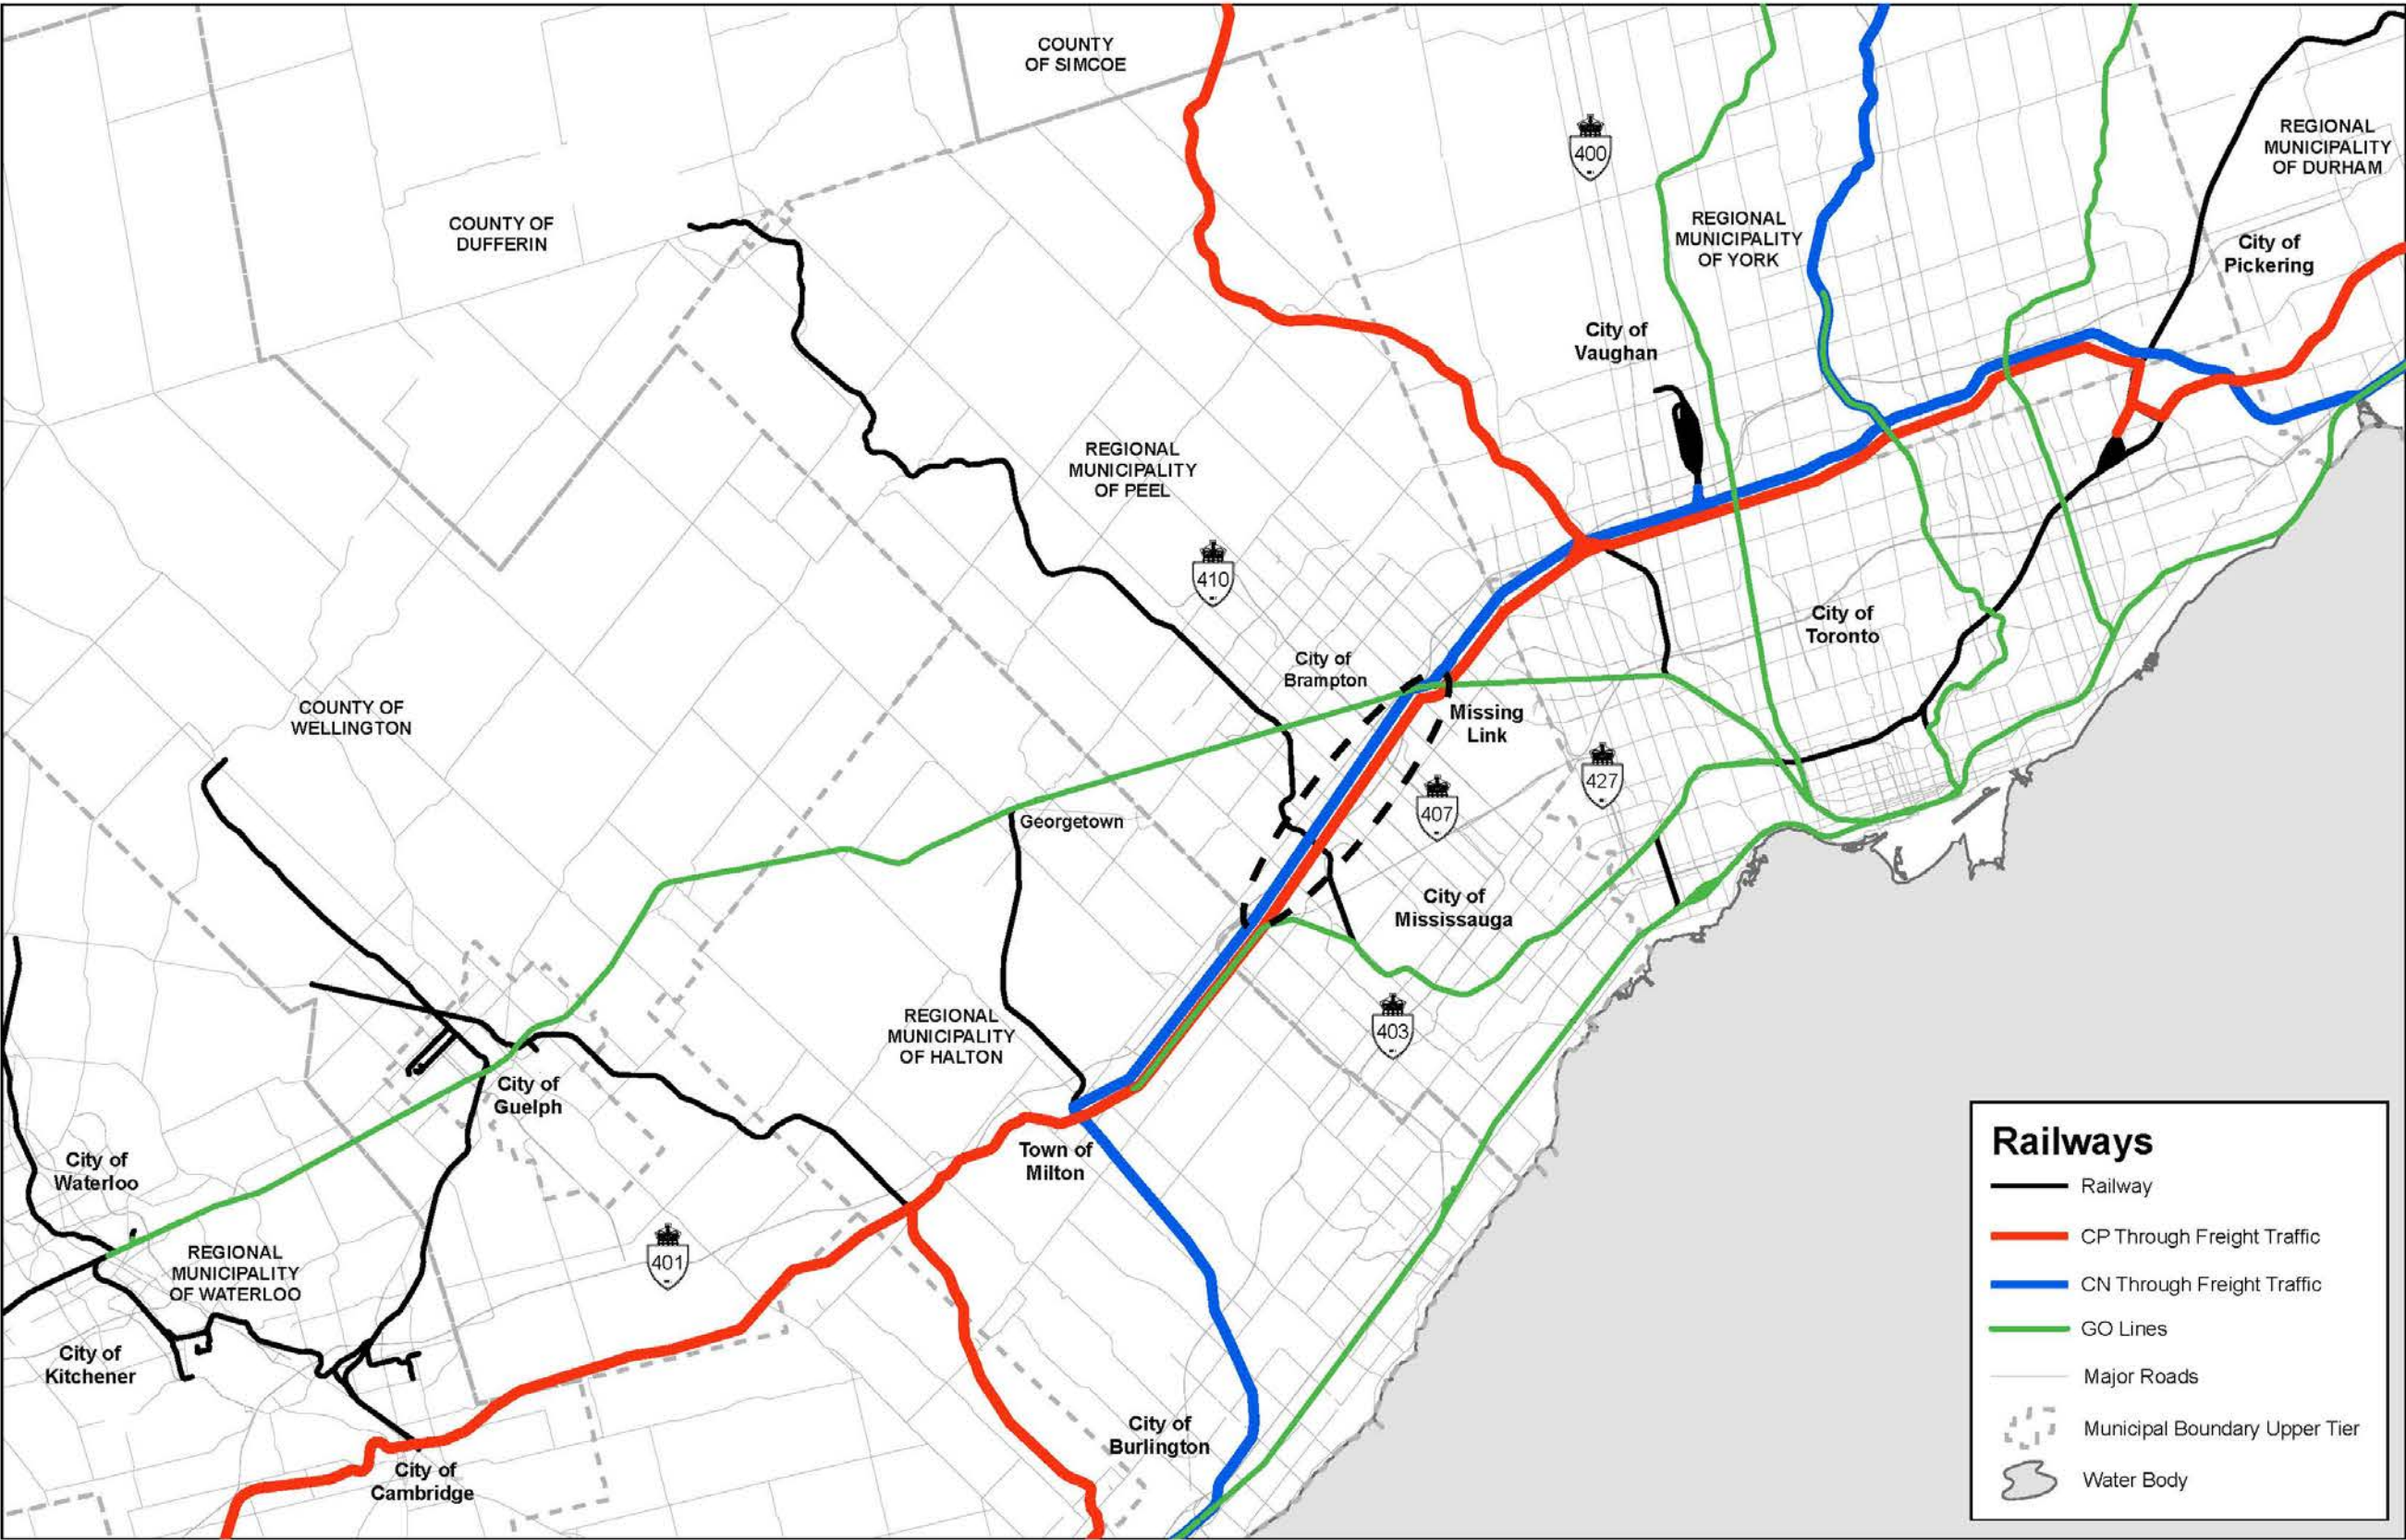 COUNTY
OF SIMCOE
400
REGIONAL
MUNICIPALITY
OF DURHAM
COUNTY OF
DUFFERIN
REGIONAL
MUNICIPALITY
OF YORK
City of
Pickering
City of
Vaughan
REGIONAL
MUNICIPALITY
OF PEEL
410
City of
Toronto
City of
Brampton
COUNTY OF
WELLINGTON
Missing
Link
427
407
Georgetown
City of
Mississauga
REGIONAL
MUNICIPALITY
OF HALTON
403
City of
Guelph
Town of
Milton
City of
Waterloo
REGIONAL
MUNICIPALITY
OF WATERLOO
401
City of
Kitchener
City of
Burlington
City of
Cambridge
Railways
Railway
CP Through Freight Traffic
CN Through Freight Traffic
GO Lines
Major Roads
Municipal Boundary Upper Tier
Water Body